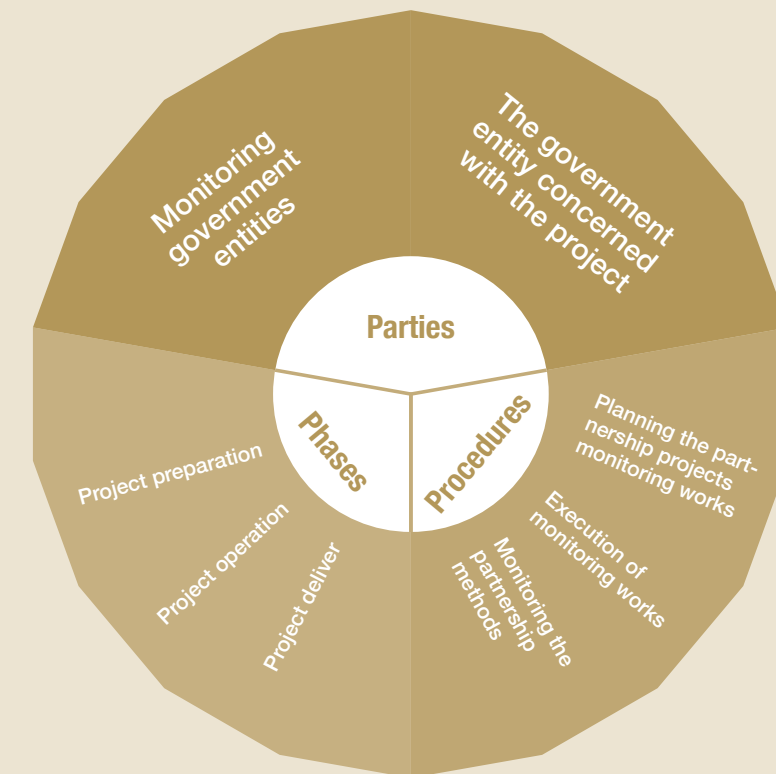 Monitoring
government
entities
The government
entity concerned
with the project
Parties
Phases
Procedures
Project preparation
Project operation
Project deliver
Planning the part-
nership projects
monitoring works
Execution of
monitoring works
Monitoring the
partnership
methods